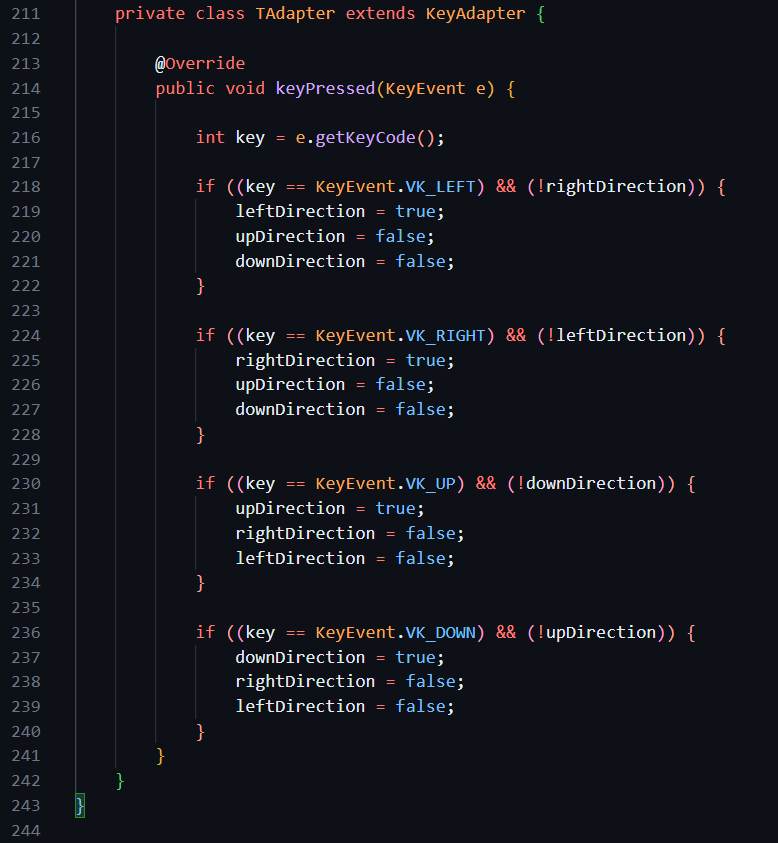 211 private class TAdapter extends KeyAdapter {
212
213 @Override
214 public void keyPressed(KeyEvent e) {
215
216 int key = e.getKeyCode();
217
218 if ((key == KeyEvent.VK_LEFT) && (!rightDirection)) {
219 leftDirection = true;
220 upDirection = false;
221 downDirection = false;
222 }
223
224 if ((key == KeyEvent.VK_RIGHT) && (!leftDirection)) {
225 rightDirection = true;
226 upDirection = false;
227 downDirection = false;
228 }
229
230 if ((key == KeyEvent.VK_UP) && (!downDirection)) {
231 upDirection = true;
232 rightDirection = false;
233 leftDirection = false;
234 }
235
236 if ((key == KeyEvent.VK_DOWN) && (!upDirection)) {
237 downDirection = true;
238 rightDirection = false;
239 leftDirection = false;
240 }
241 }
242 }
243 }
244